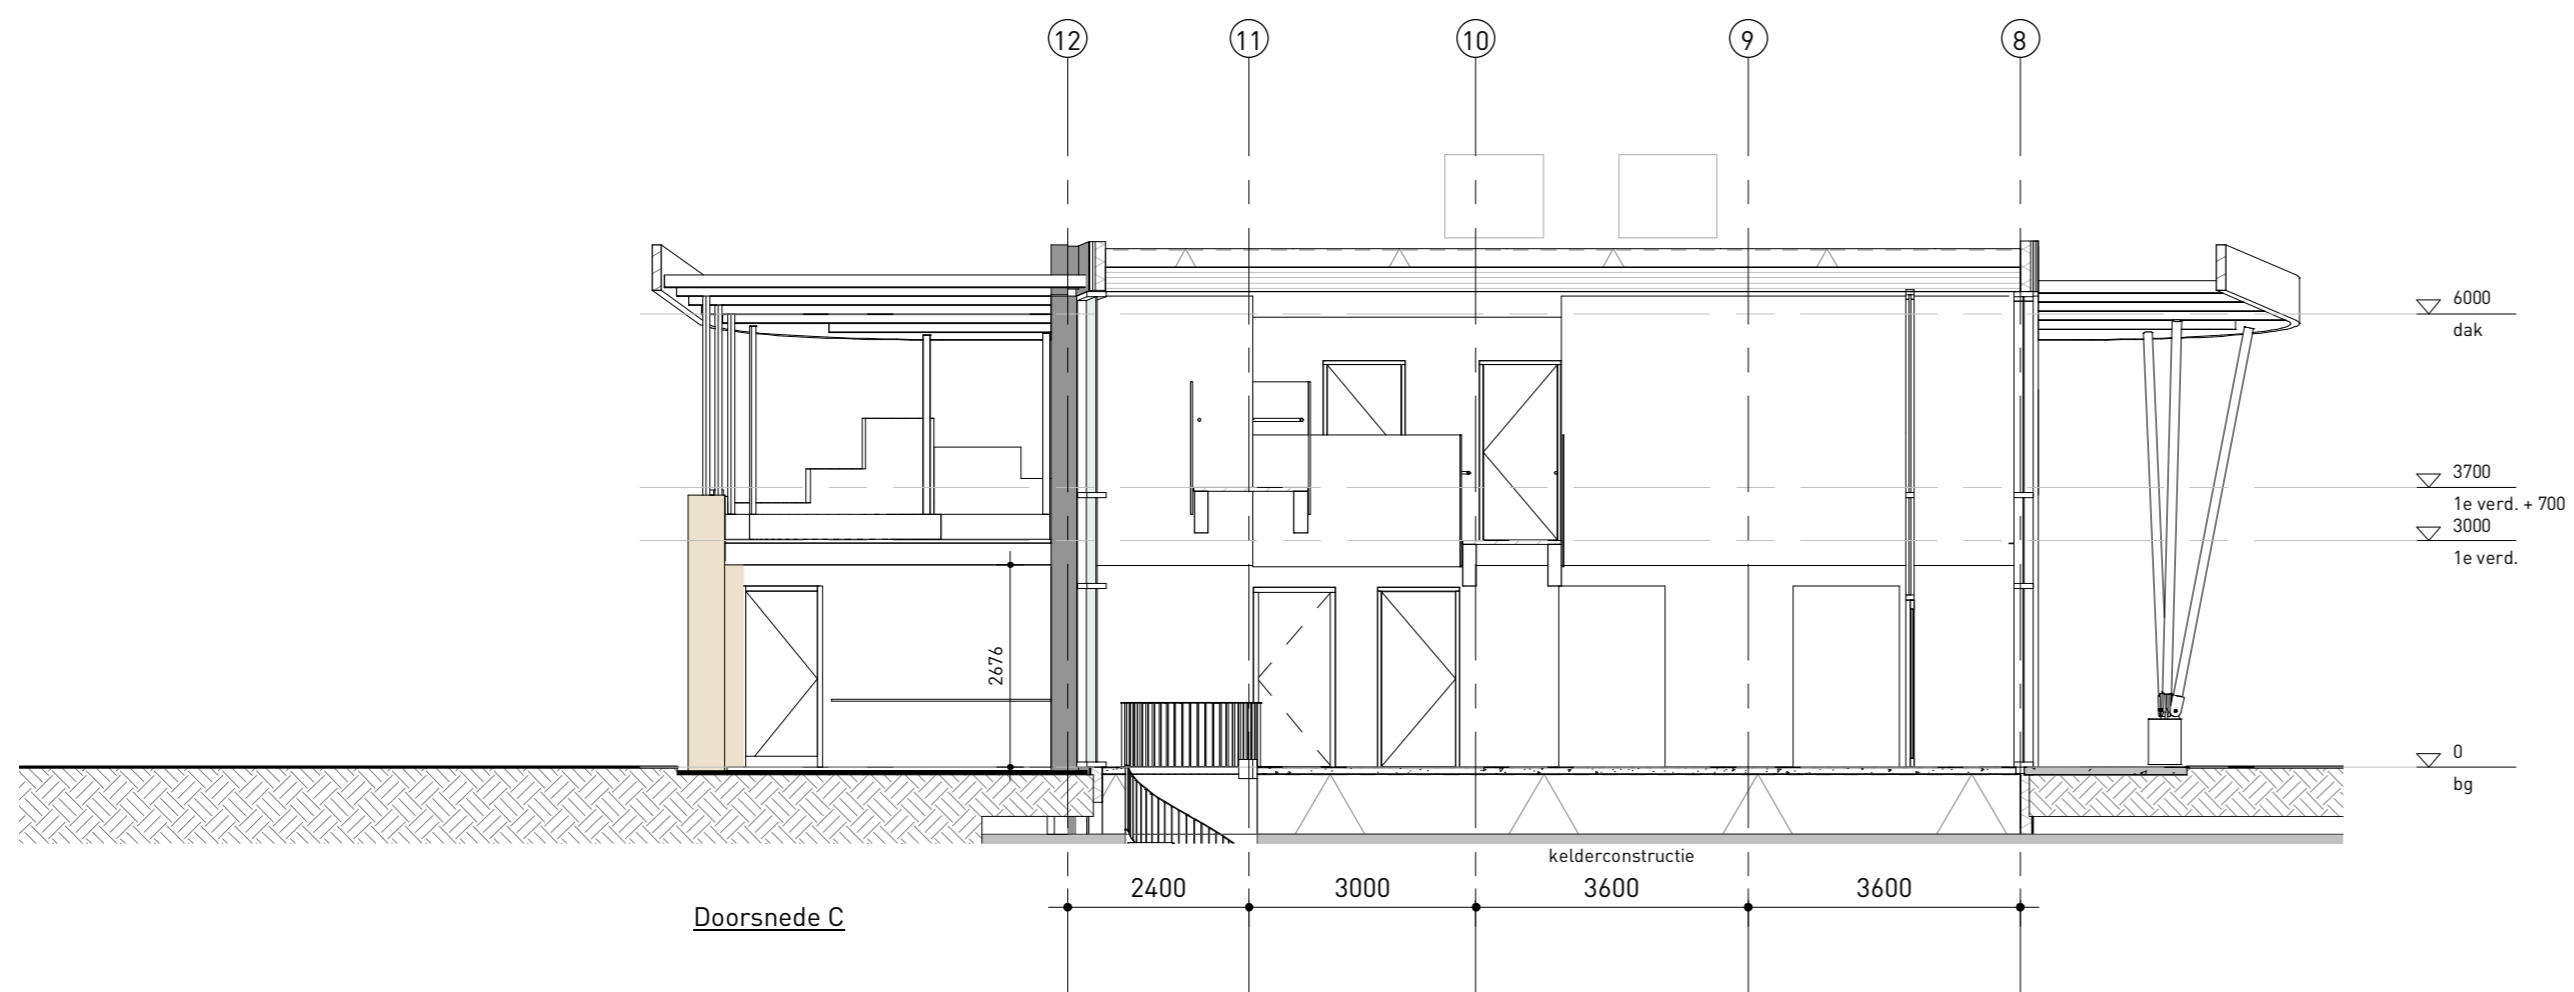 12
11
10
9
8
6000
dak
3700
1e verd. + 700
3000
1e verd.
2676
0
bg
kelderconstructie
2400
3000
3600
3600
Doorsnede C